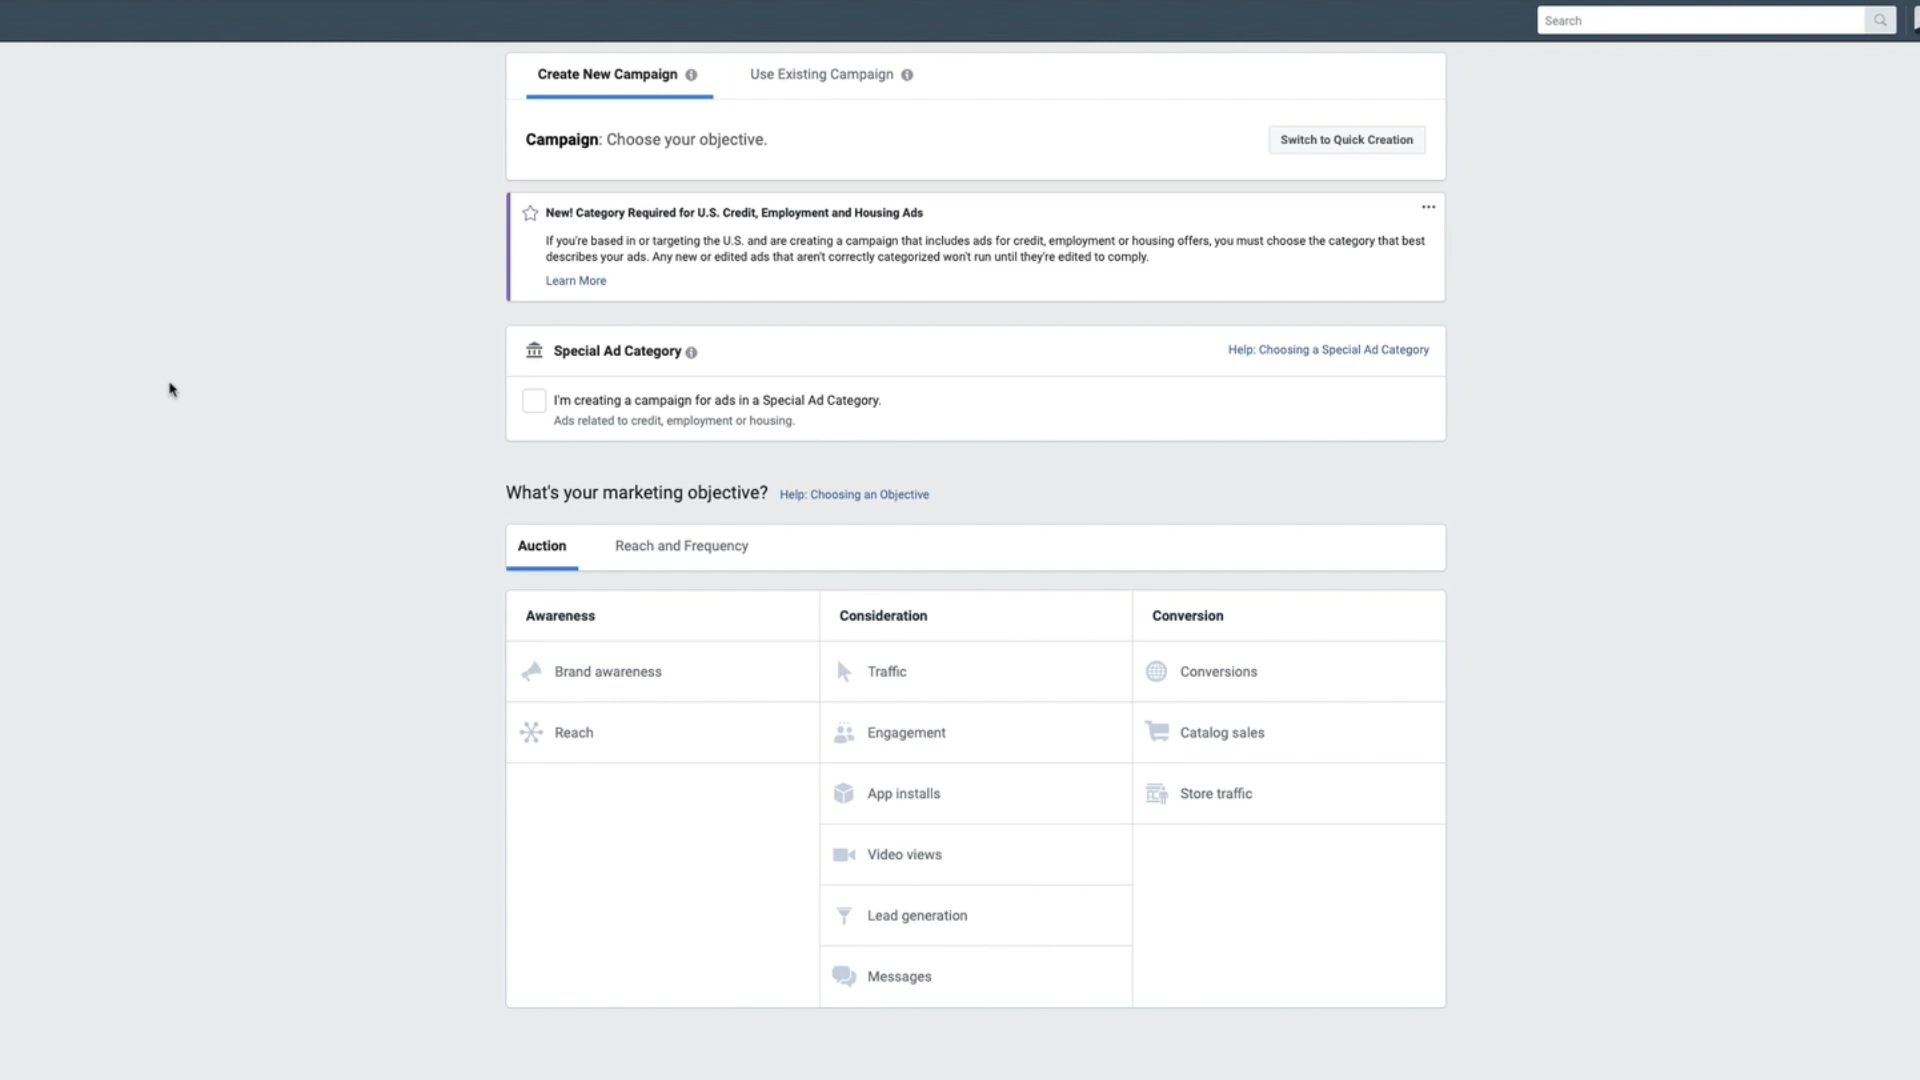 Search
Create New Campaign
Use Existing Campaign
Campaign: Choose your objective.
Switch to Quick Creation
New! Category Required for U.S. Credit, Employment and Housing Ads
If you're based in or targeting the U.S. and are creating a campaign that includes ads for credit, employment or housing offers, you must choose the category that best
describes your ads. Any new or edited ads that aren't correctly categorized won't run until they're edited to comply.
Learn More
Special Ad Category
Help: Choosing a Special Ad Category
I'm creating a campaign for ads in a Special Ad Category.
Ads related to credit, employment or housing.
What's your marketing objective? Help: Choosing an Objective
Auction
Reach and Frequency
Awareness
Consideration
Conversion
Brand awareness
Traffic
Conversions
Reach
Engagement
Catalog sales
App installs
Store traffic
Video views
Lead generation
Messages